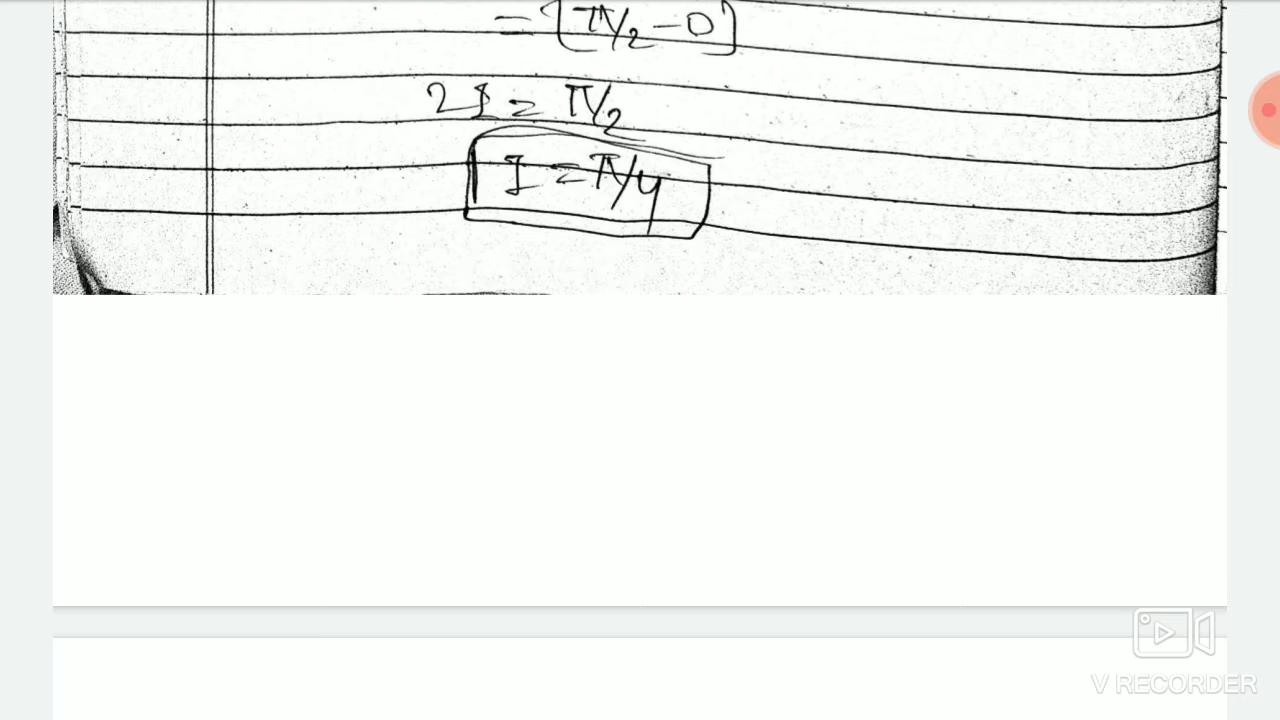 = [π/2 - 0]
2I = π/2
I = π/4
V RECORDER